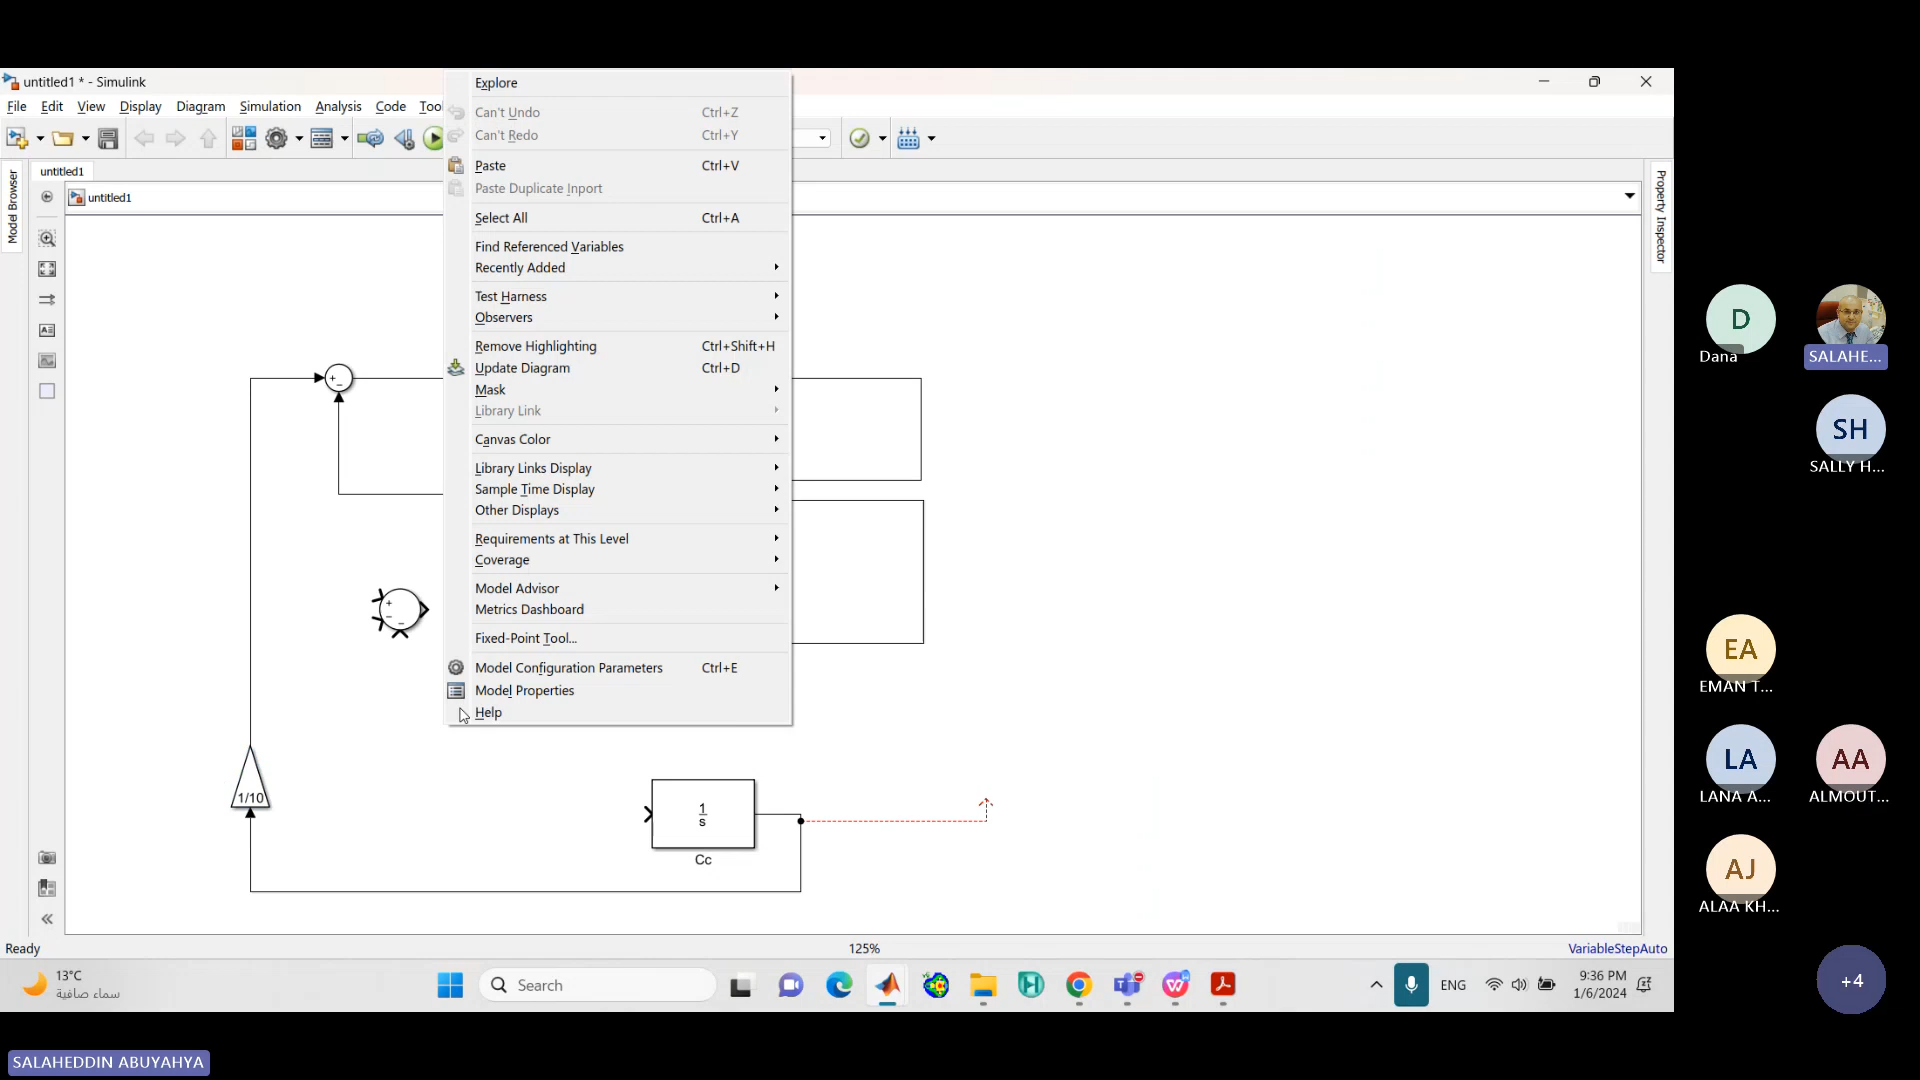 untitled1 * - Simulink
File Edit View Display Diagram Simulation Analysis Code Tool
untitled1
untitled1
Model Browser
Property Inspector
Explore
Can't Undo Ctrl+Z
Can't Redo Ctrl+Y
Paste Ctrl+V
Paste Duplicate Inport
Select All Ctrl+A
Find Referenced Variables
Recently Added
Test Harness
Observers
Remove Highlighting Ctrl+Shift+H
Update Diagram Ctrl+D
Mask
Library Link
Canvas Color
Library Links Display
Sample Time Display
Other Displays
Requirements at This Level
Coverage
Model Advisor
Metrics Dashboard
Fixed-Point Tool...
Model Configuration Parameters Ctrl+E
Model Properties
Help
1/10
1
s
Cc
Ready 125% VariableStepAuto
13°C
سماء صافية
Search
ENG
9:36 PM
1/6/2024
D
Dana
SALAHE...
SH
SALLY H...
EA
EMAN T...
LA
LANA A...
AA
ALMOUT...
AJ
ALAA KH...
+4
SALAHEDDIN ABUYAHYA